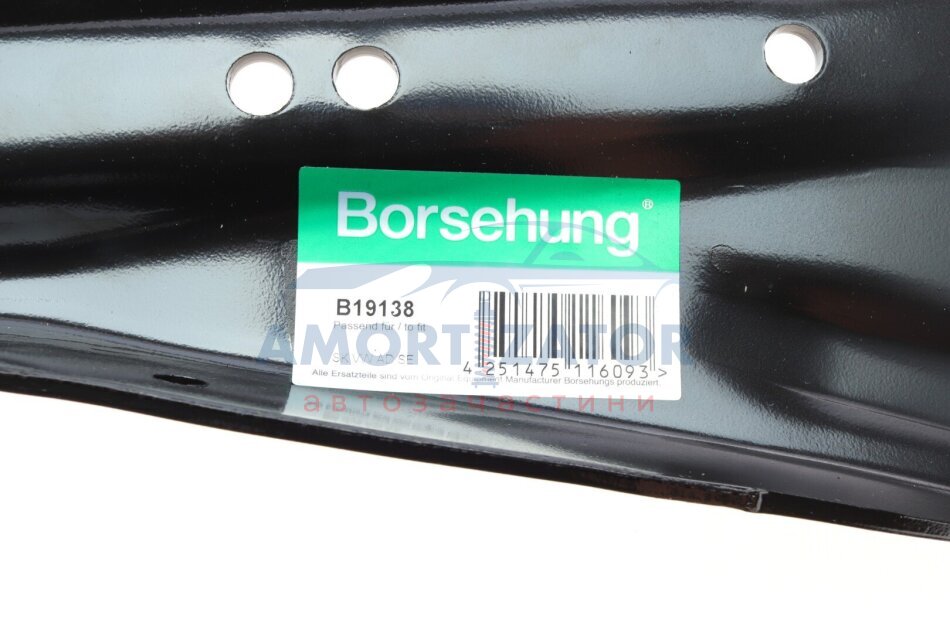 Borsehung®
B19138
Passend für / to fit
SK VW AD SE
4 251475 116093 >
Alle Ersatzteile sind vom Original Equipment Manufacturer Borsehungs produziert.
AMORTIZATOR
автозапчастини